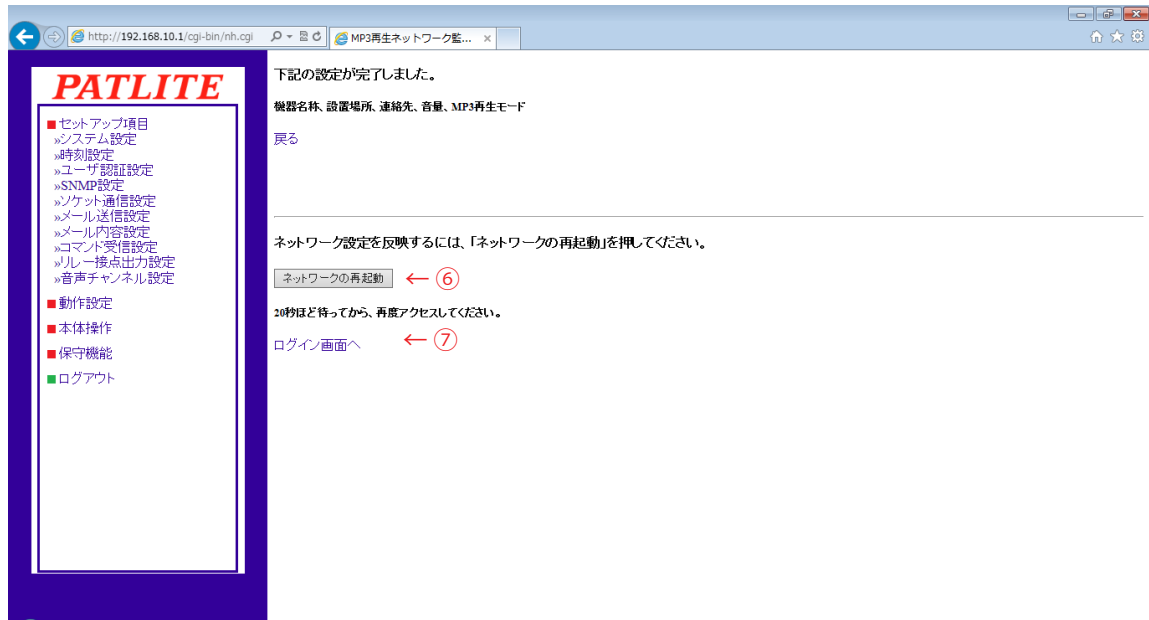 http://192.168.10.1/cgi-bin/nh.cgi
MP3再生ネットワーク監...
PATLITE
セットアップ項目
»システム設定
»時刻設定
»ユーザ認証設定
»SNMP設定
»ソケット通信設定
»メール送信設定
»メール内容設定
»コマンド受信設定
»リレー接点出力設定
»音声チャンネル設定
動作設定
本体操作
保守機能
ログアウト
下記の設定が完了しました。
機器名称、設置場所、連絡先、音量、MP3再生モード
戻る
ネットワーク設定を反映するには、「ネットワークの再起動」を押してください。
ネットワークの再起動 ← ⑥
20秒ほど待ってから、再度アクセスしてください。
ログイン画面へ ← ⑦